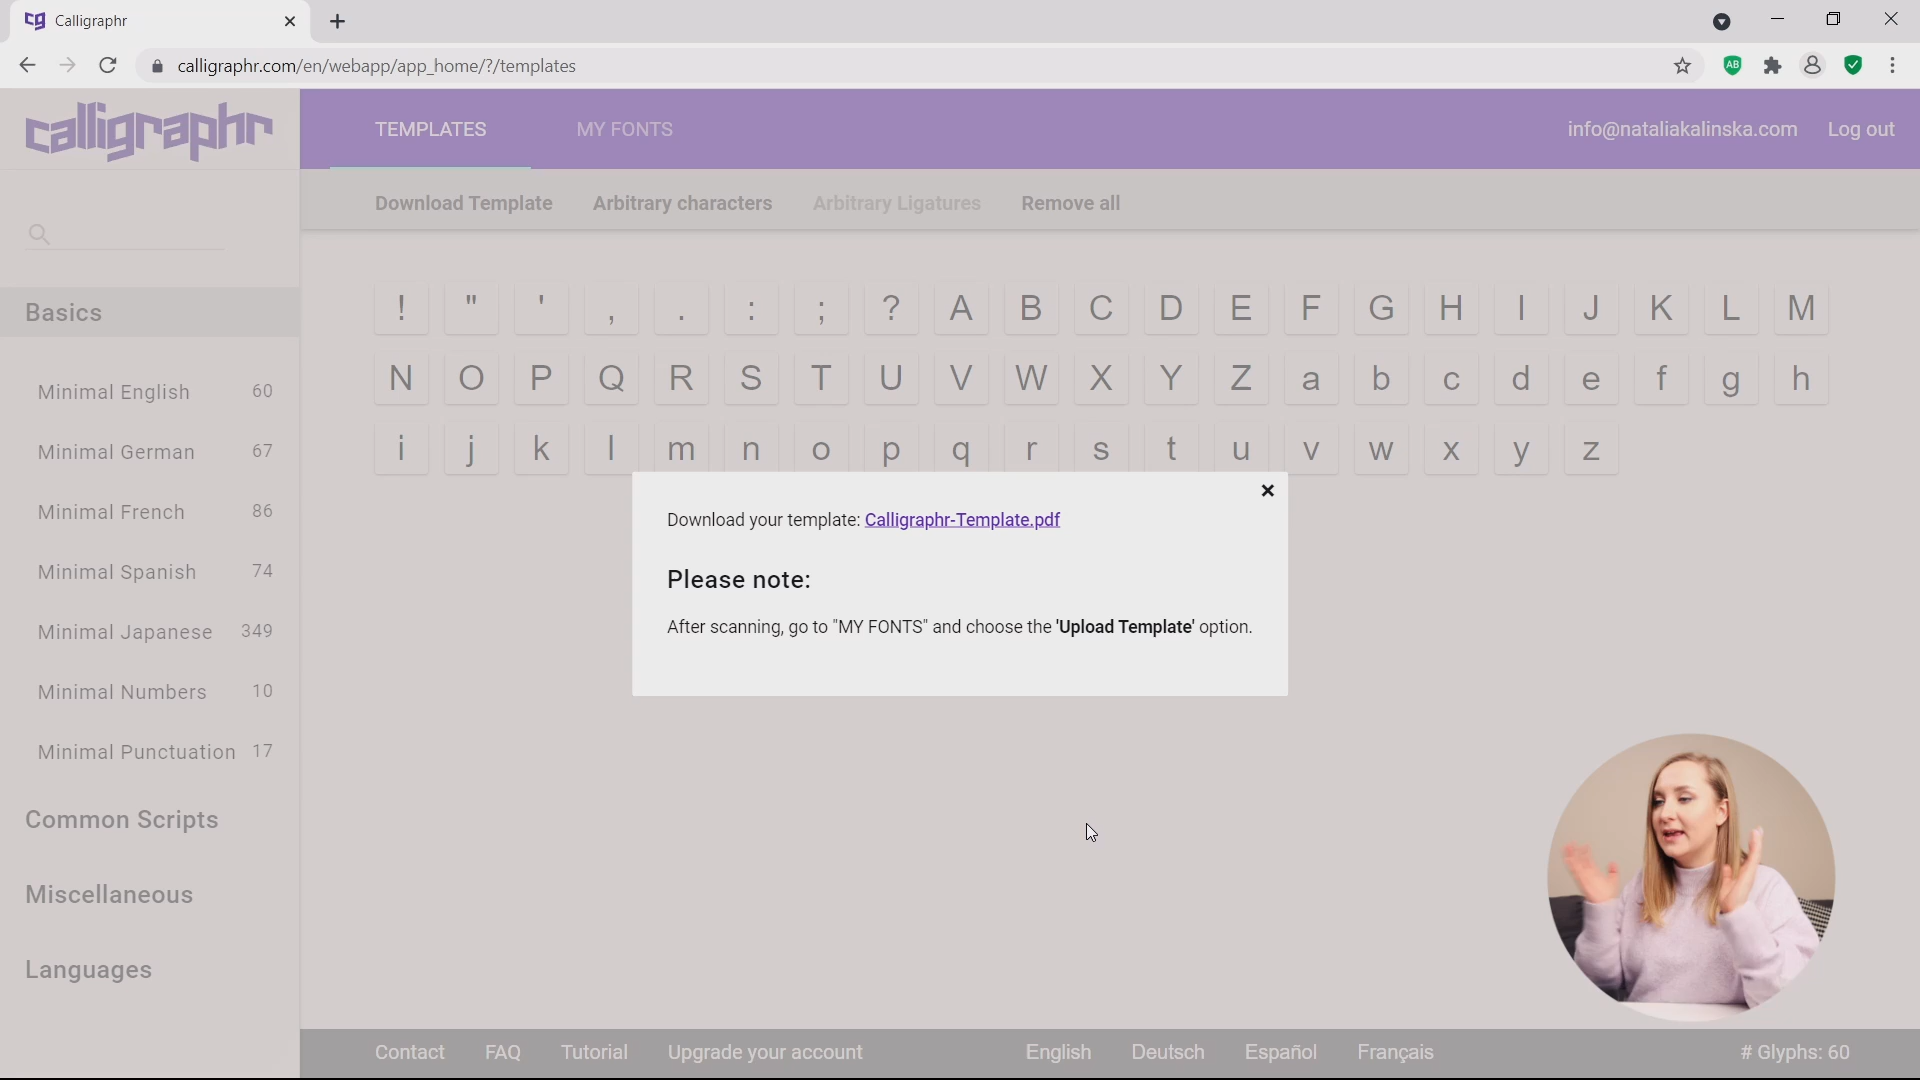 Calligraphr
calligraphr.com/en/webapp/app_home/?/templates
AB
calligraphr
TEMPLATES MY FONTS info@nataliakalinska.com Log out
Download Template Arbitrary characters Arbitrary Ligatures Remove all
Basics
Minimal English 60
Minimal German 67
Minimal French 86
Minimal Spanish 74
Minimal Japanese 349
Minimal Numbers 10
Minimal Punctuation 17
Common Scripts
Miscellaneous
Languages
! " ' , . : ; ? A B C D E F G H I J K L M
N O P Q R S T U V W X Y Z a b c d e f g h
i j k l m n o p q r s t u v w x y z
Download your template: Calligraphr-Template.pdf
Please note:
After scanning, go to "MY FONTS" and choose the 'Upload Template' option.
Contact FAQ Tutorial Upgrade your account English Deutsch Español Français # Glyphs: 60